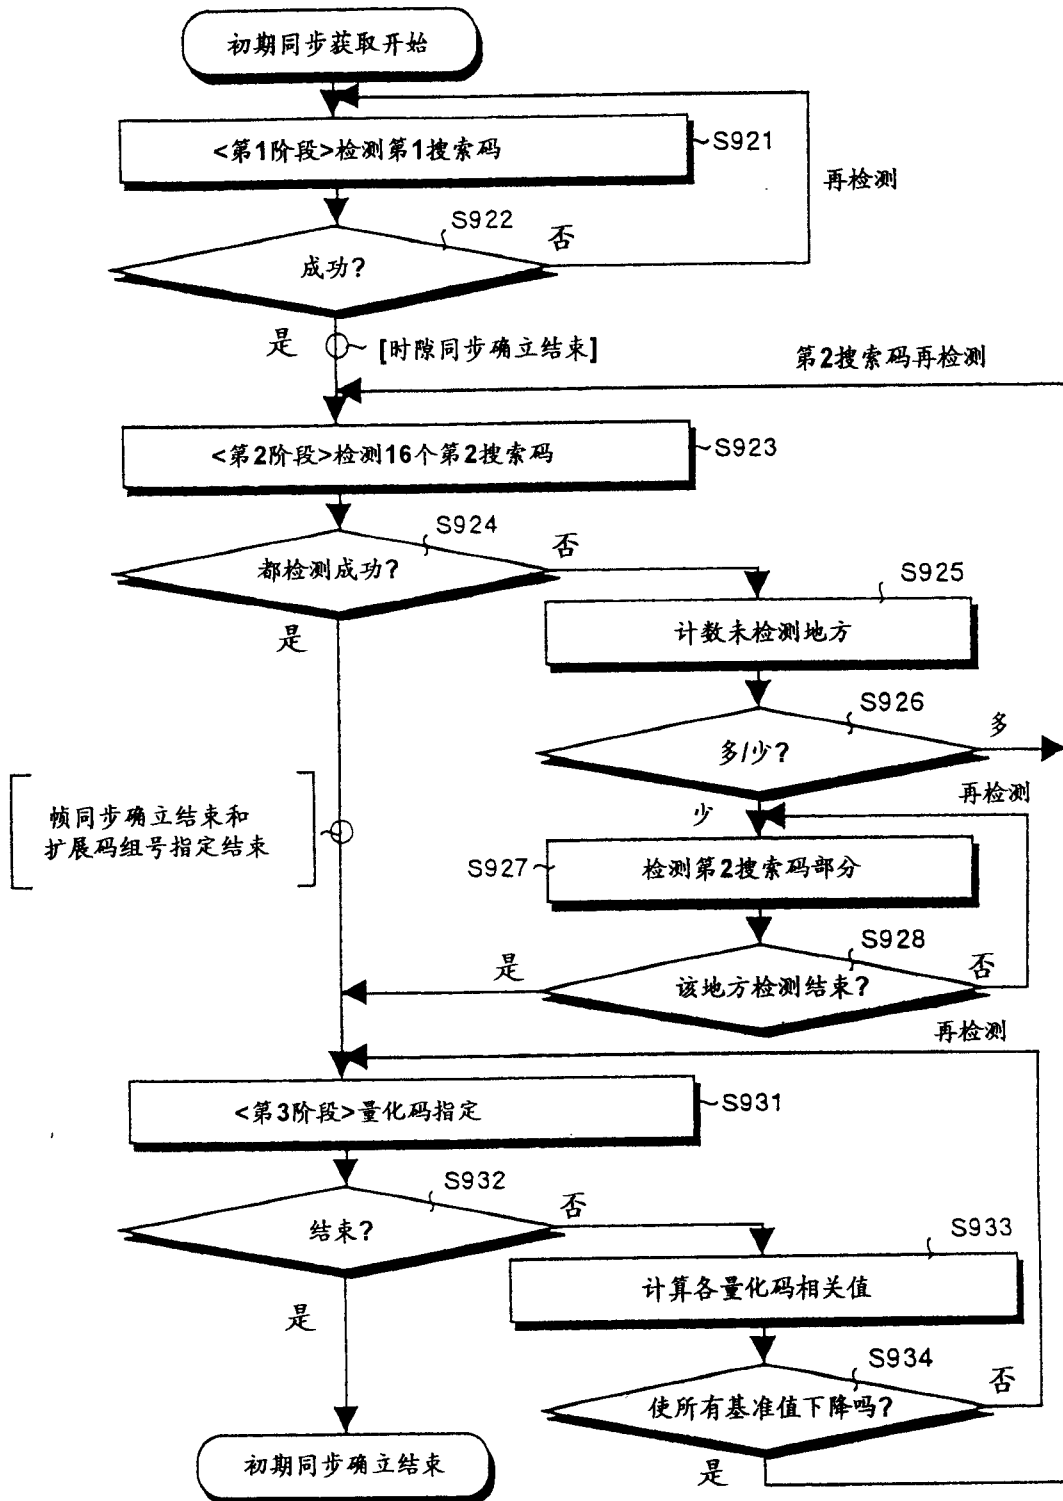 初期同步获取开始
<第1阶段>检测第1搜索码
S921
再检测
S922
成功?
否
是
[时隙同步确立结束]
第2搜索码再检测
<第2阶段>检测16个第2搜索码
S923
S924
都检测成功?
否
是
S925
计数未检测地方
S926
多/少?
多
少
再检测
帧同步确立结束和
扩展码组号指定结束
S927
检测第2搜索码部分
S928
是
该地方检测结束?
否
再检测
<第3阶段>量化码指定
S931
S932
结束?
否
是
S933
计算各量化码相关值
S934
使所有基准值下降吗?
否
是
初期同步确立结束